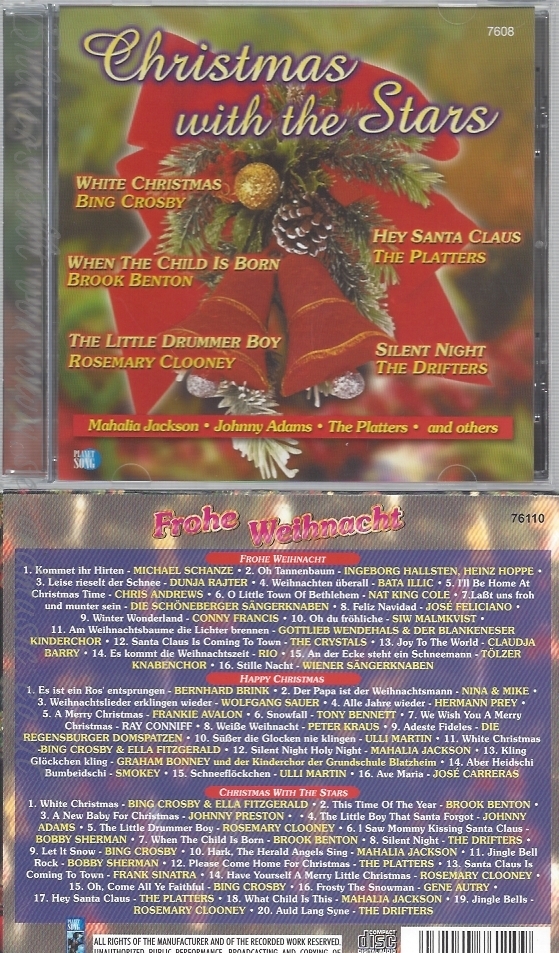 7608
Christmas
with the Stars
WHITE CHRISTMAS
BING CROSBY
HEY SANTA CLAUS
THE PLATTERS
WHEN THE CHILD IS BORN
BROOK BENTON
THE LITTLE DRUMMER BOY
ROSEMARY CLOONEY
SILENT NIGHT
THE DRIFTERS
Mahalia Jackson • Johnny Adams • The Platters • and others
PLANET
SONG
Frohe Weihnacht
76110
FROHE WEIHNACHT
1. Kommet ihr Hirten - MICHAEL SCHANZE • 2. Oh Tannenbaum - INGEBORG HALLSTEN, HEINZ HOPPE •
3. Leise rieselt der Schnee - DUNJA RAJTER • 4. Weihnachten überall - BATA ILLIC • 5. I'll Be Home At
Christmas Time - CHRIS ANDREWS • 6. O Little Town Of Bethlehem - NAT KING COLE • 7.Laßt uns froh
und munter sein - DIE SCHÖNEBERGER SÄNGERKNABEN • 8. Feliz Navidad - JOSÉ FELICIANO •
9. Winter Wonderland - CONNY FRANCIS • 10. Oh du fröhliche - SIW MALMKVIST •
11. Am Weihnachtsbaume die Lichter brennen - GOTTLIEB WENDEHALS & DER BLANKENESER
KINDERCHOR • 12. Santa Claus Is Coming To Town - THE CRYSTALS • 13. Joy To The World - CLAUDJA
BARRY • 14. Es kommt die Weihnachtszeit - RIO • 15. An der Ecke steht ein Schneemann - TÖLZER
KNABENCHOR • 16. Stille Nacht - WIENER SÄNGERKNABEN
HAPPY CHRISTMAS
1. Es ist ein Ros' entsprungen - BERNHARD BRINK • 2. Der Papa ist der Weihnachtsmann - NINA & MIKE •
3. Weihnachtslieder erklingen wieder - WOLFGANG SAUER • 4. Alle Jahre wieder - HERMANN PREY •
5. A Merry Christmas - FRANKIE AVALON • 6. Snowfall - TONY BENNETT • 7. We Wish You A Merry
Christmas - RAY CONNIFF • 8. Weiße Weihnacht - PETER KRAUS • 9. Adeste Fideles - DIE
REGENSBURGER DOMSPATZEN • 10. Süßer die Glocken nie klingen - ULLI MARTIN • 11. White Christmas
-BING CROSBY & ELLA FITZGERALD • 12. Silent Night Holy Night - MAHALIA JACKSON • 13. Kling
Glöckchen kling - GRAHAM BONNEY und der Kinderchor der Grundschule Blatzheim • 14. Aber Heidschi
Bumbeidschi - SMOKEY • 15. Schneeflöckchen - ULLI MARTIN • 16. Ave Maria - JOSÉ CARRERAS
CHRISTMAS WITH THE STARS
1. White Christmas - BING CROSBY & ELLA FITZGERALD • 2. This Time Of The Year - BROOK BENTON •
3. A New Baby For Christmas - JOHNNY PRESTON • • 4. The Little Boy That Santa Forgot - JOHNNY
ADAMS • 5. The Little Drummer Boy - ROSEMARY CLOONEY • 6. I Saw Mommy Kissing Santa Claus -
BOBBY SHERMAN • 7. When The Child Is Born - BROOK BENTON • 8. Silent Night - THE DRIFTERS •
9. Let It Snow - BING CROSBY • 10. Hark, The Herald Angels Sing - MAHALIA JACKSON • 11. Jingle Bell
Rock - BOBBY SHERMAN • 12. Please Come Home For Christmas - THE PLATTERS • 13. Santa Claus Is
Coming To Town - FRANK SINATRA • 14. Have Yourself A Merry Little Christmas - ROSEMARY CLOONEY •
15. Oh, Come All Ye Faithful - BING CROSBY • 16. Frosty The Snowman - GENE AUTRY •
17. Hey Santa Claus - THE PLATTERS • 18. What Child Is This - MAHALIA JACKSON • 19. Jingle Bells -
ROSEMARY CLOONEY • 20. Auld Lang Syne - THE DRIFTERS
ALL RIGHTS OF THE MANUFACTURER AND OF THE RECORDED WORK RESERVED.
UNAUTHORIZED PUBLIC PERFORMANCE, BROADCASTING AND COPYING OF
COMPACT
disc
DIGITAL AUDIO